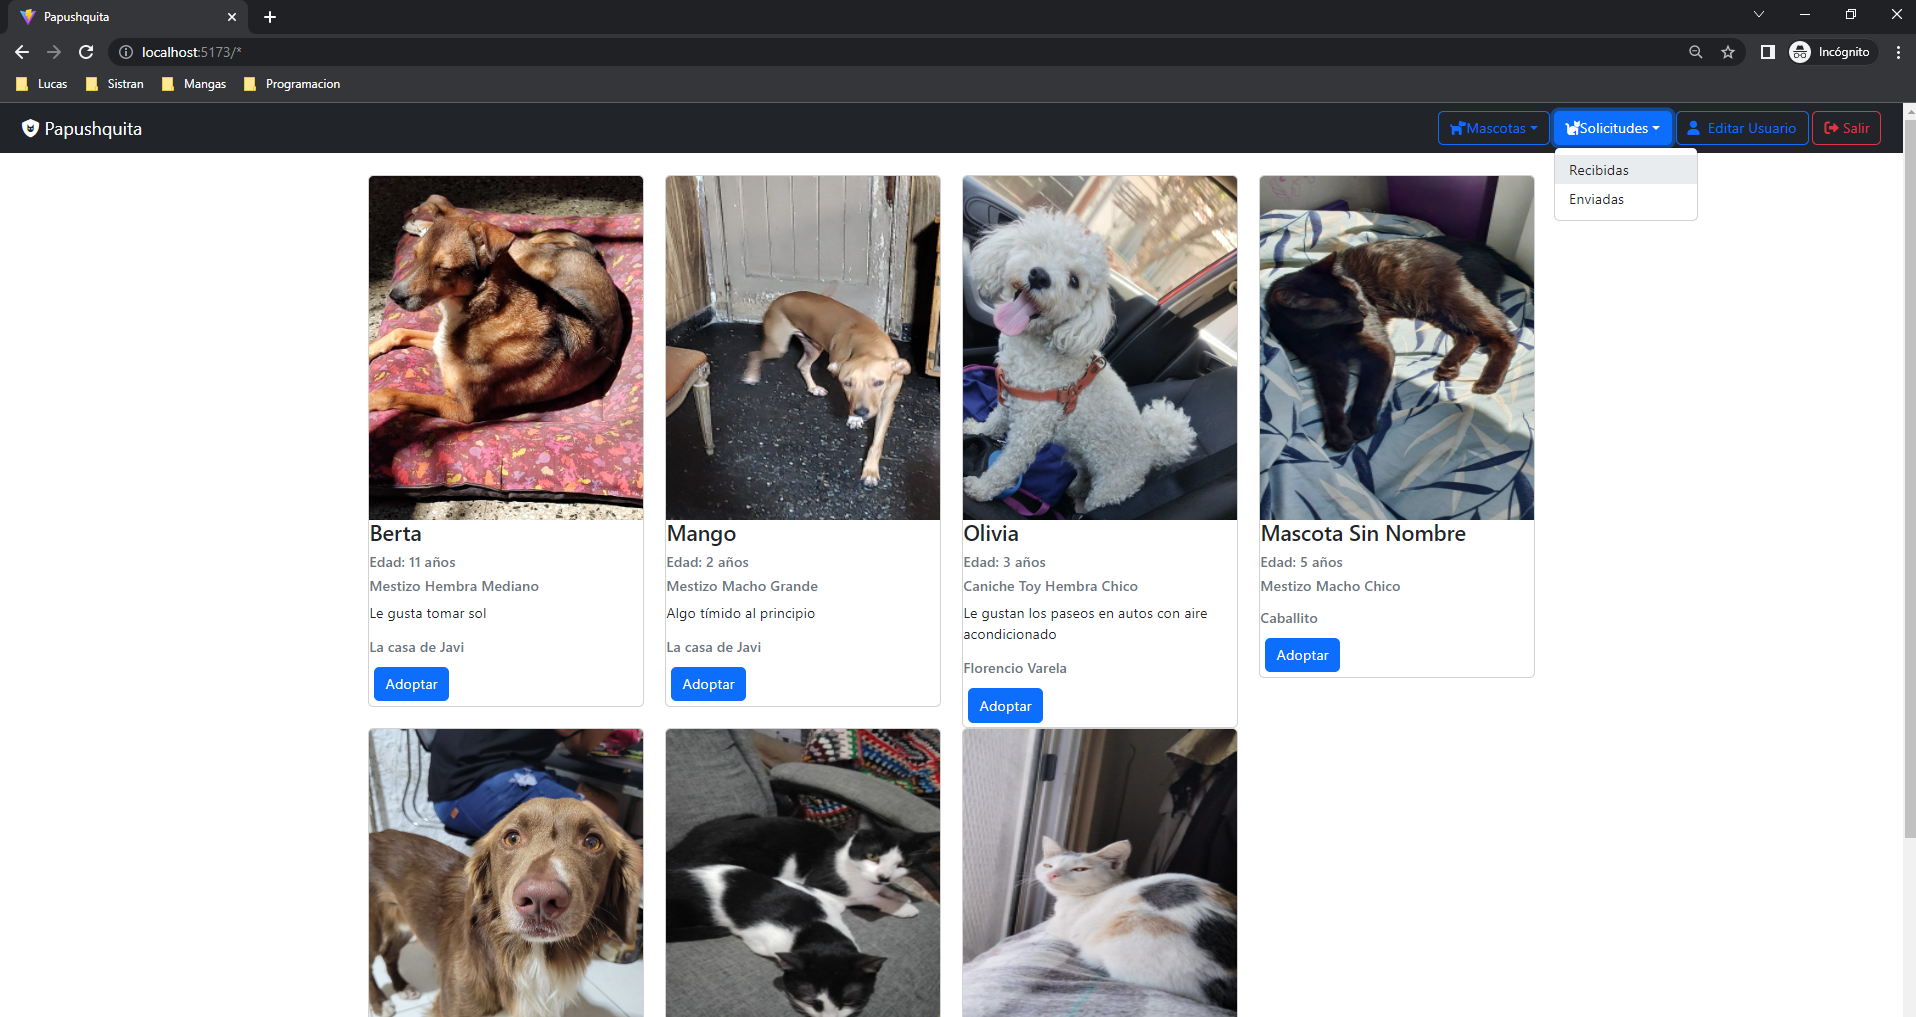 Papushquita
localhost:5173/*
Incógnito
Lucas
Sistran
Mangas
Programacion
Papushquita
Mascotas
Solicitudes
Editar Usuario
Salir
Recibidas
Enviadas
Berta
Edad: 11 años
Mestizo Hembra Mediano
Le gusta tomar sol
La casa de Javi
Adoptar
Mango
Edad: 2 años
Mestizo Macho Grande
Algo tímido al principio
La casa de Javi
Adoptar
Olivia
Edad: 3 años
Caniche Toy Hembra Chico
Le gustan los paseos en autos con aire
acondicionado
Florencio Varela
Adoptar
Mascota Sin Nombre
Edad: 5 años
Mestizo Macho Chico
Caballito
Adoptar